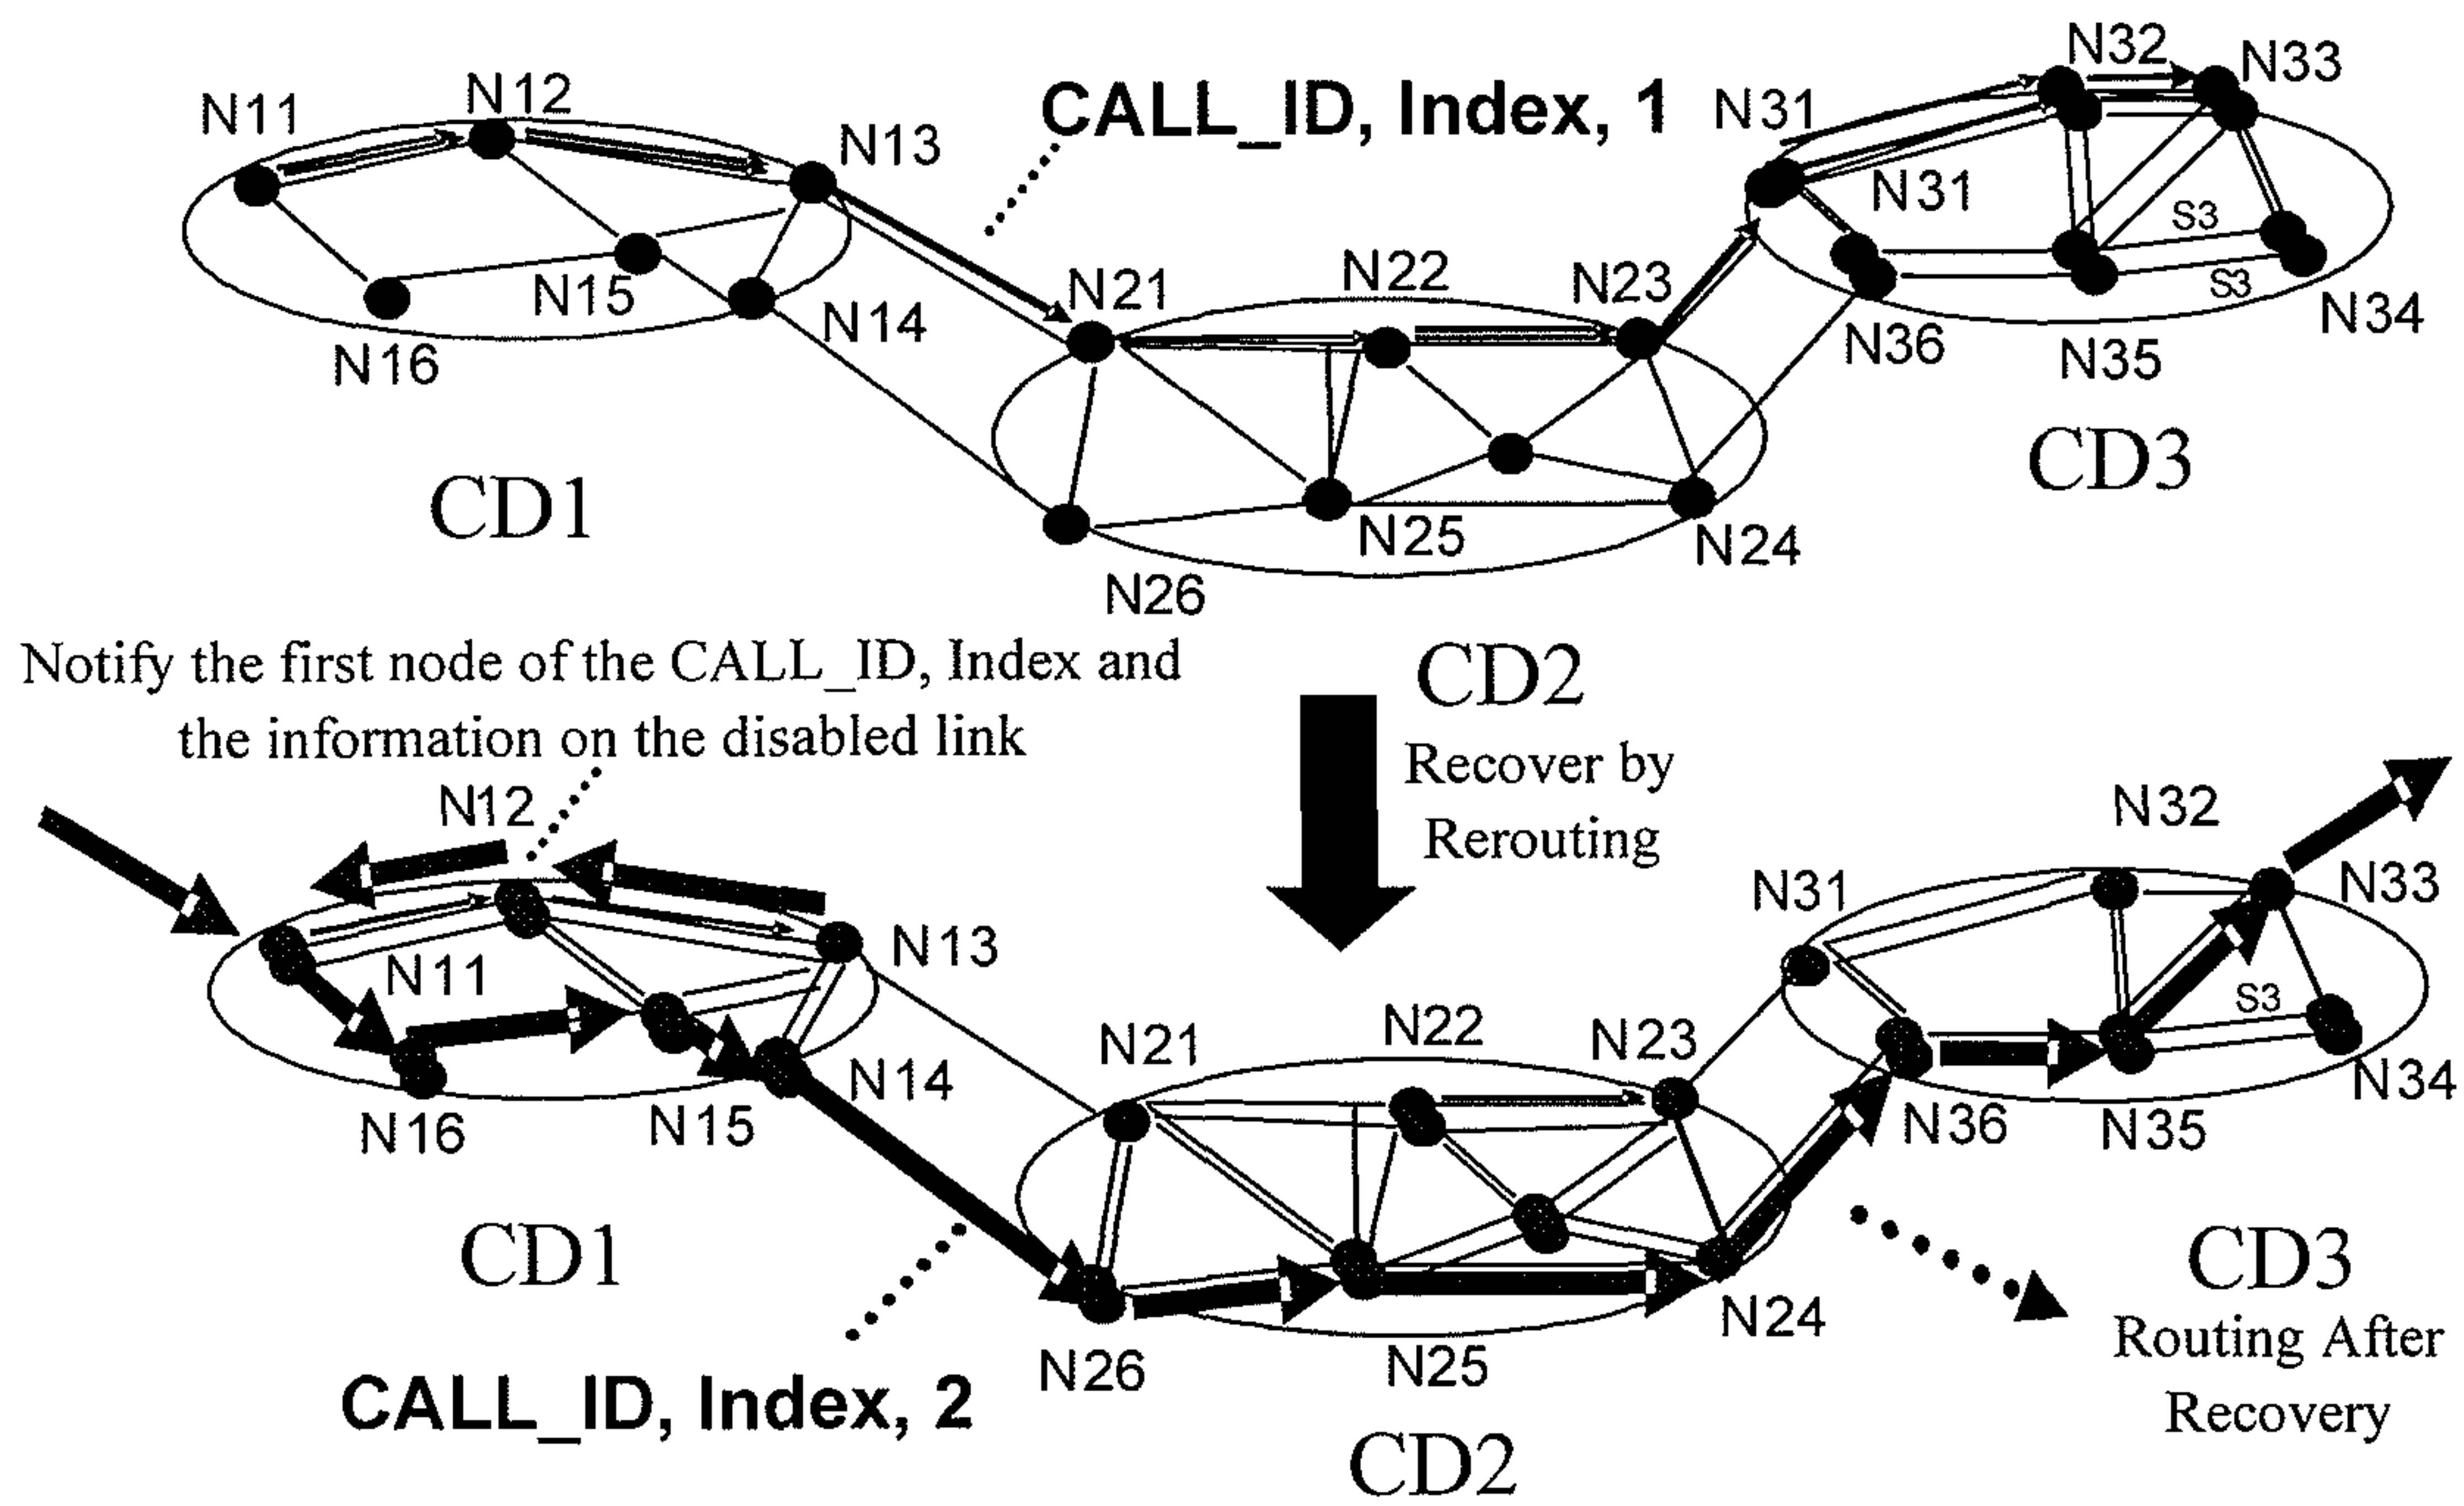 N32
N33
N12
N11
CALL_ID, Index, 1
N31
N13
N31
S3
N21
N22
N23
S3
N15
N14
N34
N16
N36
N35
CD3
CD1
N25
N24
N26
Notify the first node of the CALL_ID, Index and
the information on the disabled link
CD2
Recover by
Rerouting
N12
N32
N31
N33
N13
N11
S3
N21
N22
N23
N14
N34
N16
N15
N36
N35
CD1
CD3
N24
Routing After
Recovery
N26
N25
CALL_ID, Index, 2
CD2